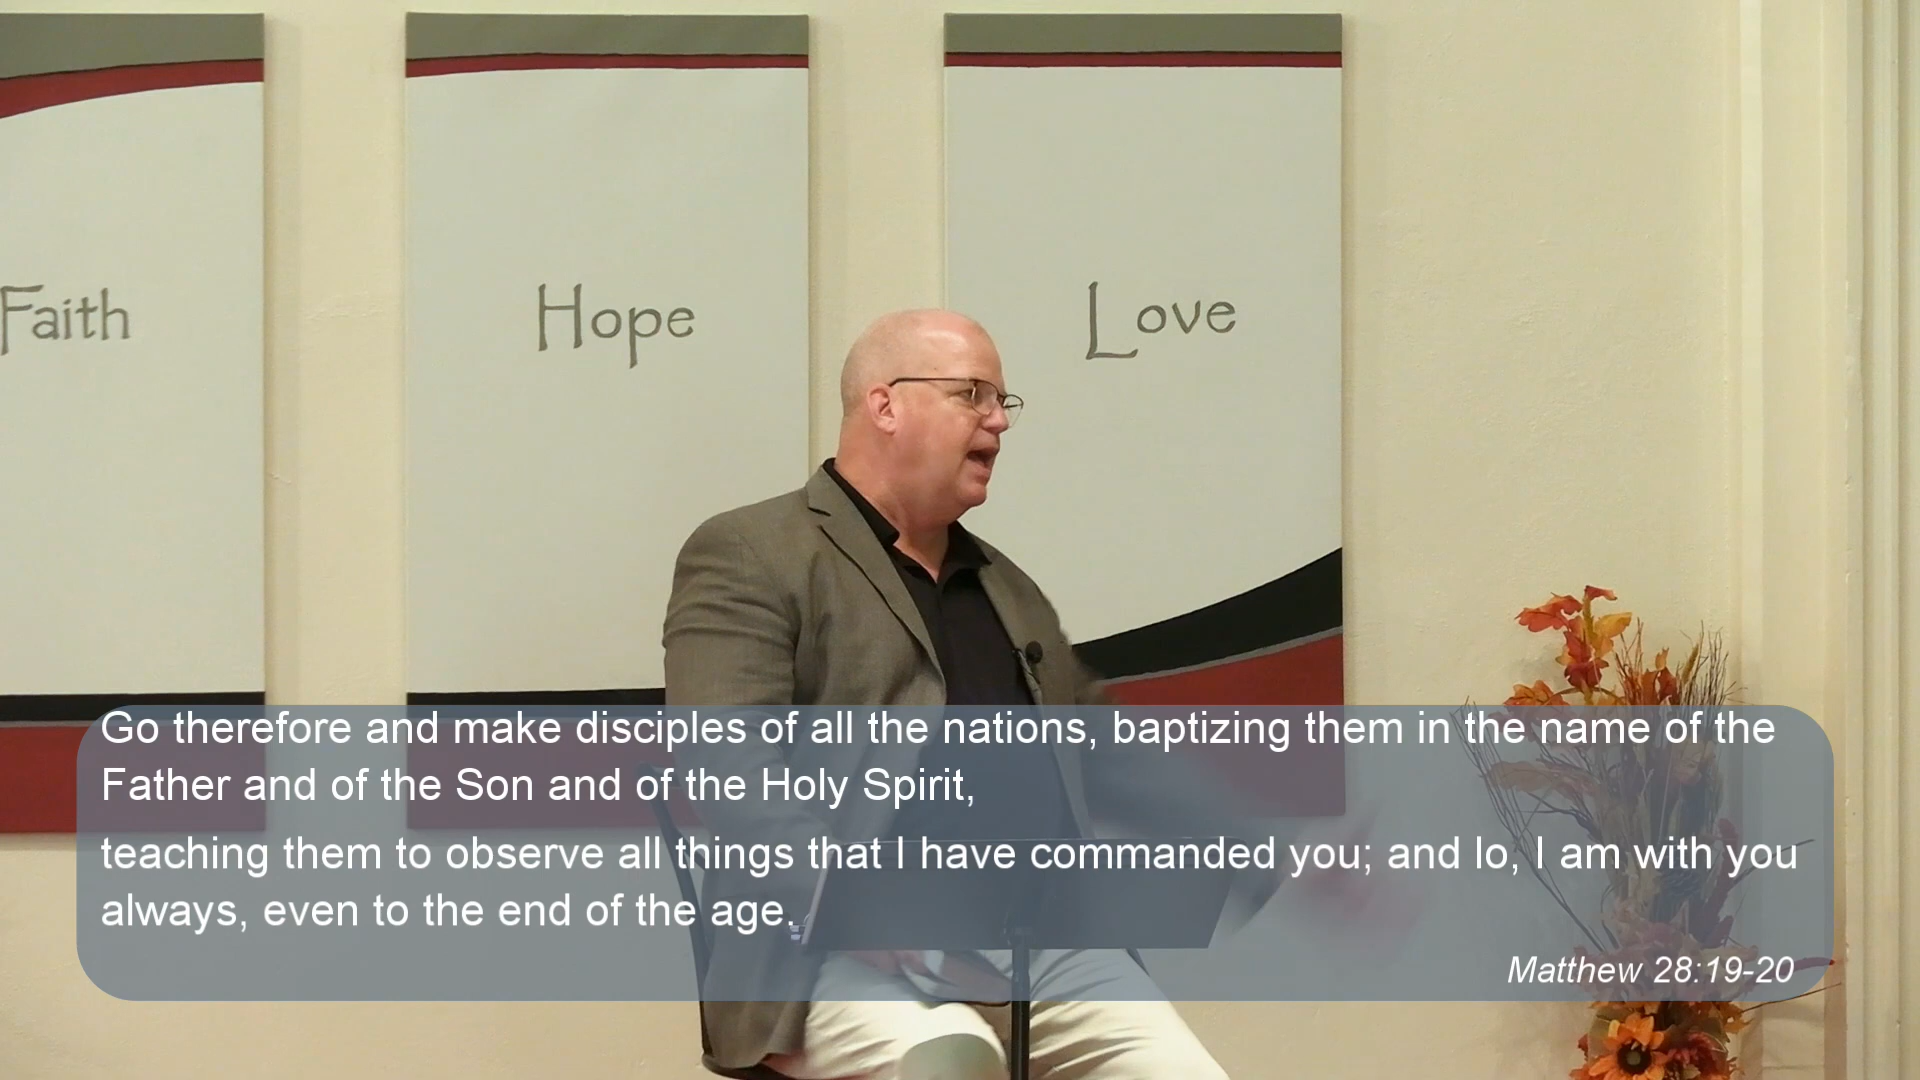 Faith
Hope
Love
Go therefore and make disciples of all the nations, baptizing them in the name of the
Father and of the Son and of the Holy Spirit,
teaching them to observe all things that I have commanded you; and lo, I am with you
always, even to the end of the age.
Matthew 28:19-20